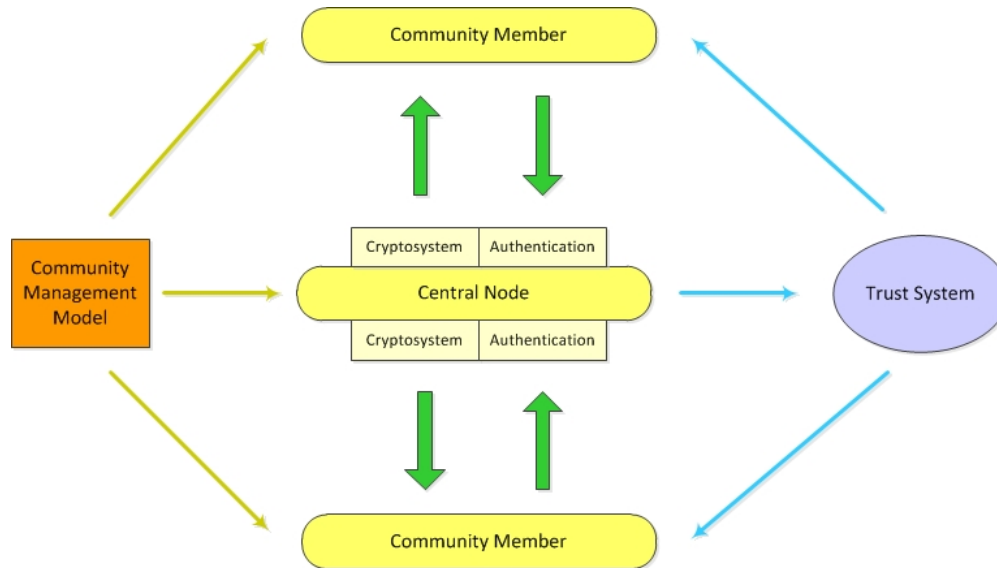 Community Member
Cryptosystem
Authentication
Community
Management
Model
Central Node
Trust System
Cryptosystem
Authentication
Community Member